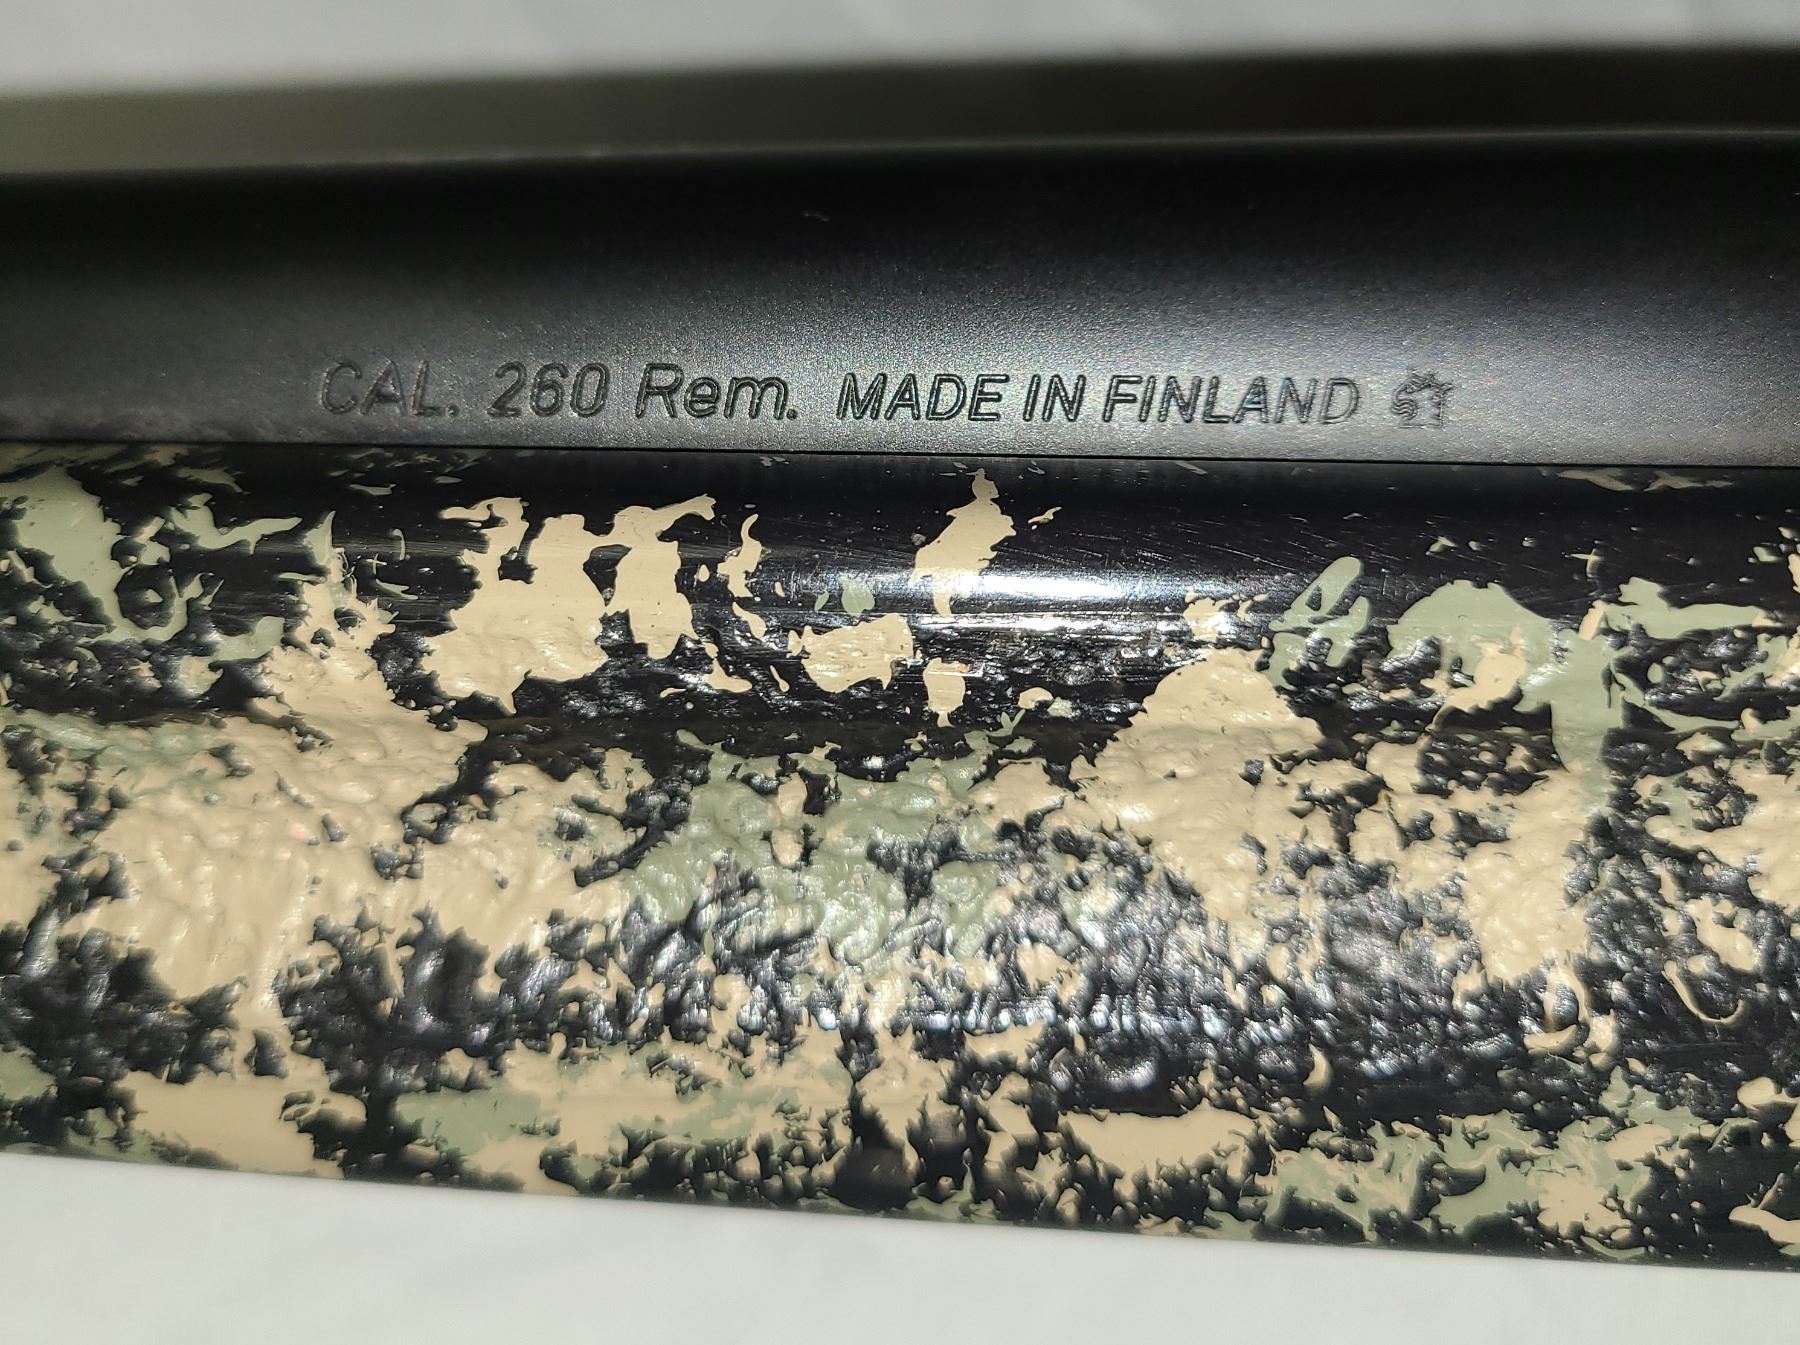 CAL. 260 Rem. MADE IN FINLAND